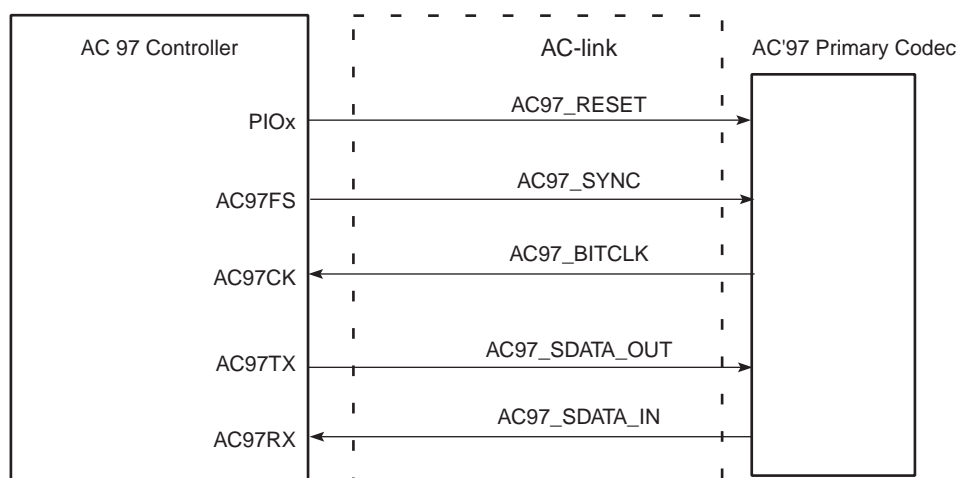 AC 97 Controller
AC-link
AC'97 Primary Codec
PIOx
AC97_RESET
AC97FS
AC97_SYNC
AC97CK
AC97_BITCLK
AC97TX
AC97_SDATA_OUT
AC97RX
AC97_SDATA_IN